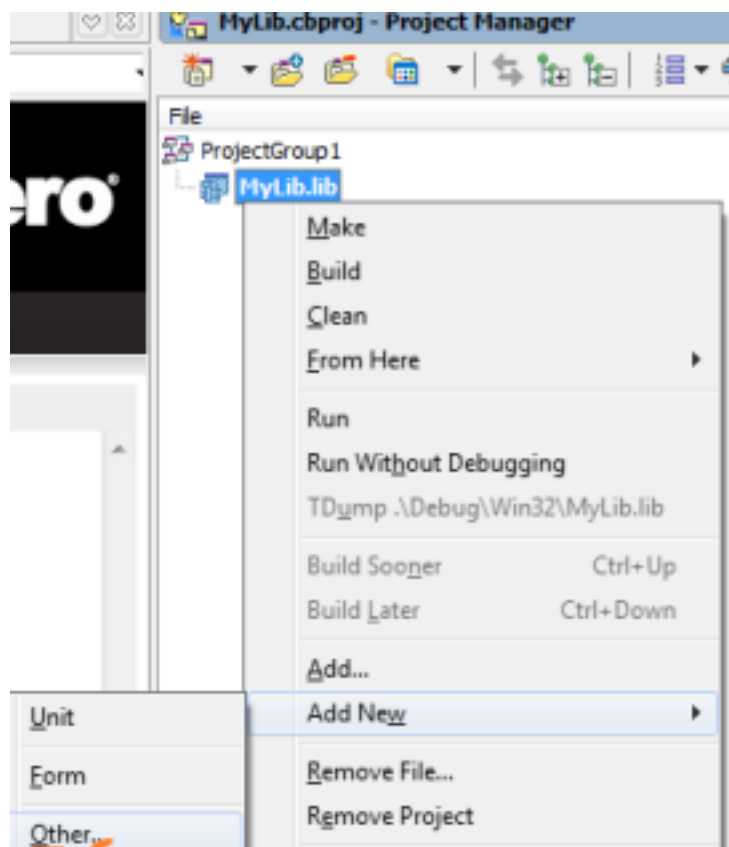 MyLib.cbproj - Project Manager
File
ProjectGroup1
ero
MyLib.lib
Make
Build
Clean
From Here
Run
Run Without Debugging
TDump .\Debug\Win32\MyLib.lib
Build Sooner Ctrl+Up
Build Later Ctrl+Down
Add...
Add New
Unit
Form
Other...
Remove File...
Remove Project